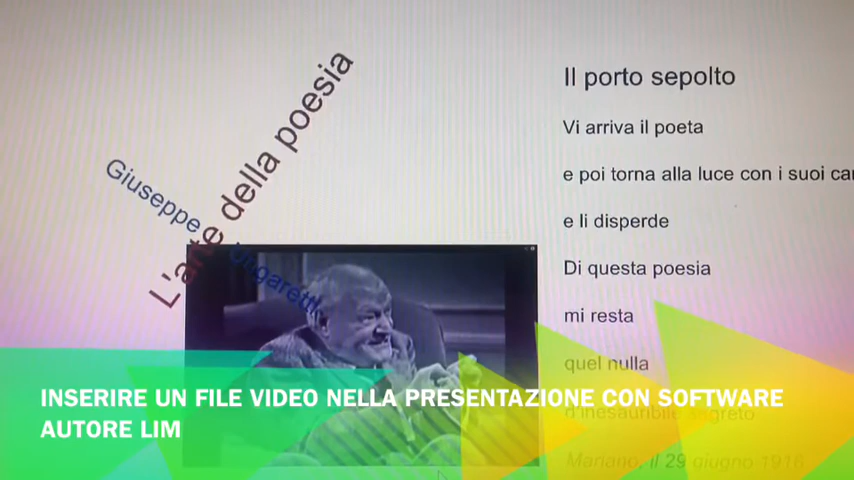 L'arte della poesia
Giuseppe Ungaretti
Il porto sepolto
Vi arriva il poeta
e poi torna alla luce con i suoi
e li disperde
Di questa poesia
mi resta
quel nulla
d'inesauribile segreto
Mariano, il 29 giugno 1916
INSERIRE UN FILE VIDEO NELLA PRESENTAZIONE CON SOFTWARE
AUTORE LIM